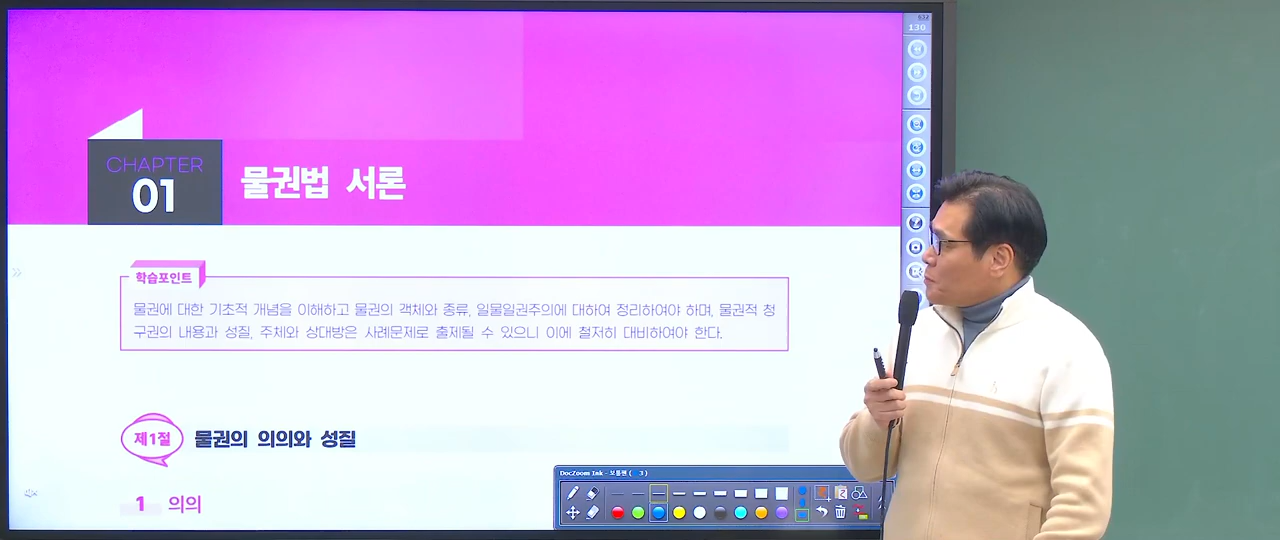 130
CHAPTER
01
물권법 서론
학습포인트
물권에 대한 기초적 개념을 이해하고 물권의 객체와 종류, 일물일권주의에 대하여 정리하여야 하며, 물권적 청
구권의 내용과 성질, 주체와 상대방은 사례문제로 출제될 수 있으니 이에 철저히 대비하여야 한다.
제1절 물권의 의의와 성질
1 의의
DocZoom Ink - 보통펜 ( 3 )